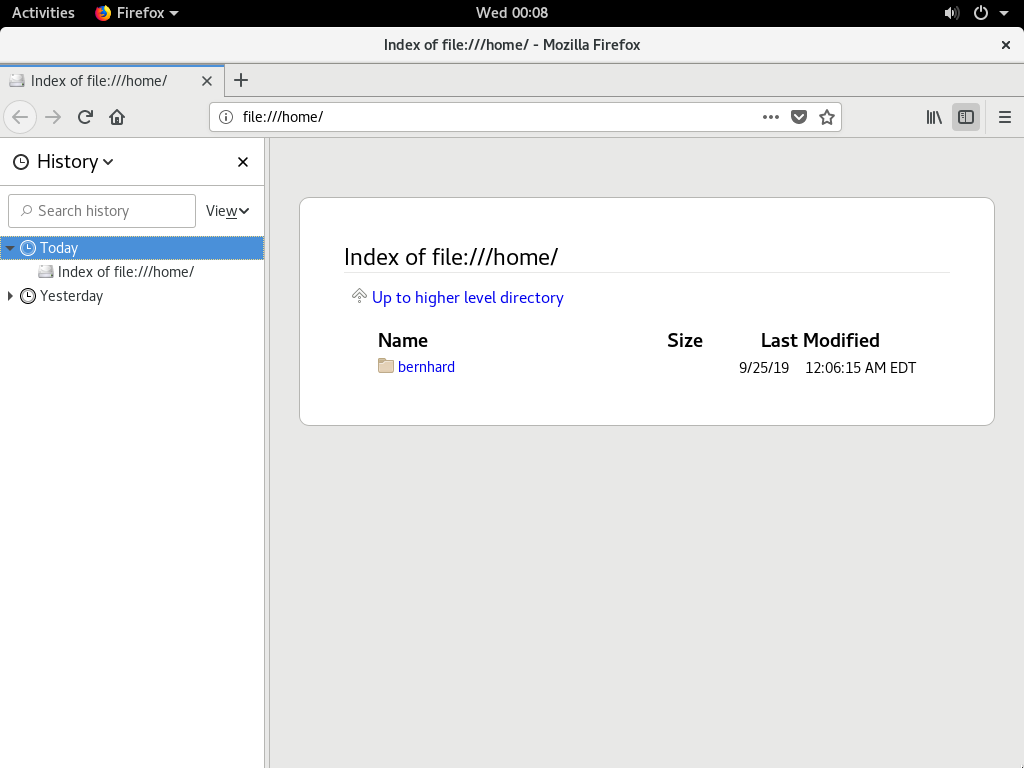 Activities Firefox Wed 00:08
Index of file:///home/ - Mozilla Firefox
Index of file:///home/
file:///home/
History
Search history View
Today
Index of file:///home/
Yesterday
Index of file:///home/
Up to higher level directory
Name Size Last Modified
bernhard 9/25/19 12:06:15 AM EDT